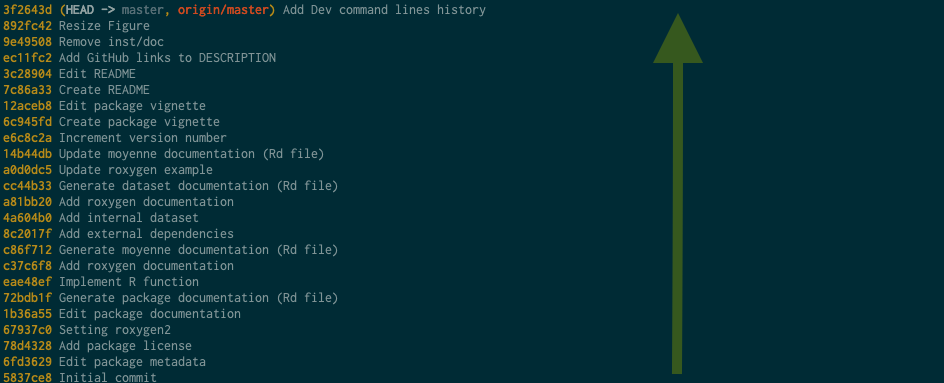 3f2643d (HEAD -> master, origin/master) Add Dev command lines history
892fc42 Resize Figure
9e49508 Remove inst/doc
ec11fc2 Add GitHub links to DESCRIPTION
3c28904 Edit README
7c86a33 Create README
12aceb8 Edit package vignette
6c945fd Create package vignette
e6c8c2a Increment version number
14b44db Update moyenne documentation (Rd file)
a0d0dc5 Update roxygen example
cc44b33 Generate dataset documentation (Rd file)
a81bb20 Add roxygen documentation
4a604b0 Add internal dataset
8c2017f Add external dependencies
c86f712 Generate moyenne documentation (Rd file)
c37c6f8 Add roxygen documentation
eae48ef Implement R function
72bdb1f Generate package documentation (Rd file)
1b36a55 Edit package documentation
67937c0 Setting roxygen2
78d4328 Add package license
6fd3629 Edit package metadata
5837ce8 Initial commit